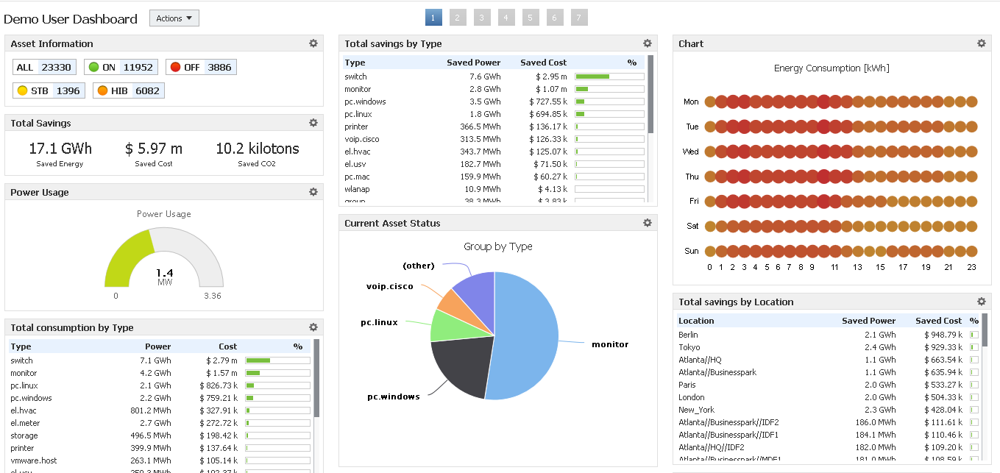 Demo User Dashboard
Actions
1 2 3 4 5 6 7
Asset Information
ALL 23330
ON 11952
OFF 3886
STB 1396
HIB 6082
Total Savings
17.1 GWh
Saved Energy
$ 5.97 m
Saved Cost
10.2 kilotons
Saved CO2
Power Usage
Power Usage
1.4
MW
0
3.36
Total consumption by Type
Type Power Cost %
switch 7.1 GWh $ 2.79 m
monitor 4.2 GWh $ 1.57 m
pc.linux 2.1 GWh $ 826.73 k
pc.windows 2.2 GWh $ 759.21 k
el.hvac 801.2 MWh $ 327.91 k
el.meter 2.7 GWh $ 272.72 k
storage 496.5 MWh $ 198.42 k
printer 399.9 MWh $ 137.64 k
vmware.host 263.1 MWh $ 105.14 k
Total savings by Type
Type Saved Power Saved Cost %
switch 7.6 GWh $ 2.95 m
monitor 2.8 GWh $ 1.07 m
pc.windows 3.5 GWh $ 727.55 k
pc.linux 1.8 GWh $ 694.85 k
printer 366.5 MWh $ 136.17 k
voip.cisco 313.5 MWh $ 126.33 k
el.hvac 343.7 MWh $ 125.07 k
el.usv 182.7 MWh $ 71.50 k
pc.mac 159.9 MWh $ 60.27 k
wlanap 10.9 MWh $ 4.13 k
group 38.3 MWh $ 3.83 k
Current Asset Status
Group by Type
(other)
voip.cisco
pc.linux
monitor
pc.windows
Chart
Energy Consumption [kWh]
Mon
Tue
Wed
Thu
Fri
Sat
Sun
0 1 2 3 4 5 6 7 8 9 11 13 15 17 19 21 23
Total savings by Location
Location Saved Power Saved Cost %
Berlin 2.1 GWh $ 948.79 k
Tokyo 2.4 GWh $ 929.33 k
Atlanta//HQ 1.1 GWh $ 663.54 k
Atlanta//Businesspark 1.1 GWh $ 635.94 k
Paris 2.0 GWh $ 533.27 k
London 2.0 GWh $ 504.33 k
New_York 2.3 GWh $ 428.04 k
Atlanta//Businesspark//IDF2 186.0 MWh $ 111.61 k
Atlanta//Businesspark//IDF1 184.1 MWh $ 110.46 k
Atlanta//HQ//IDF2 182.0 MWh $ 109.20 k
Atlanta//Businesspark//MDF1 181.0 MWh $ 108.59 k